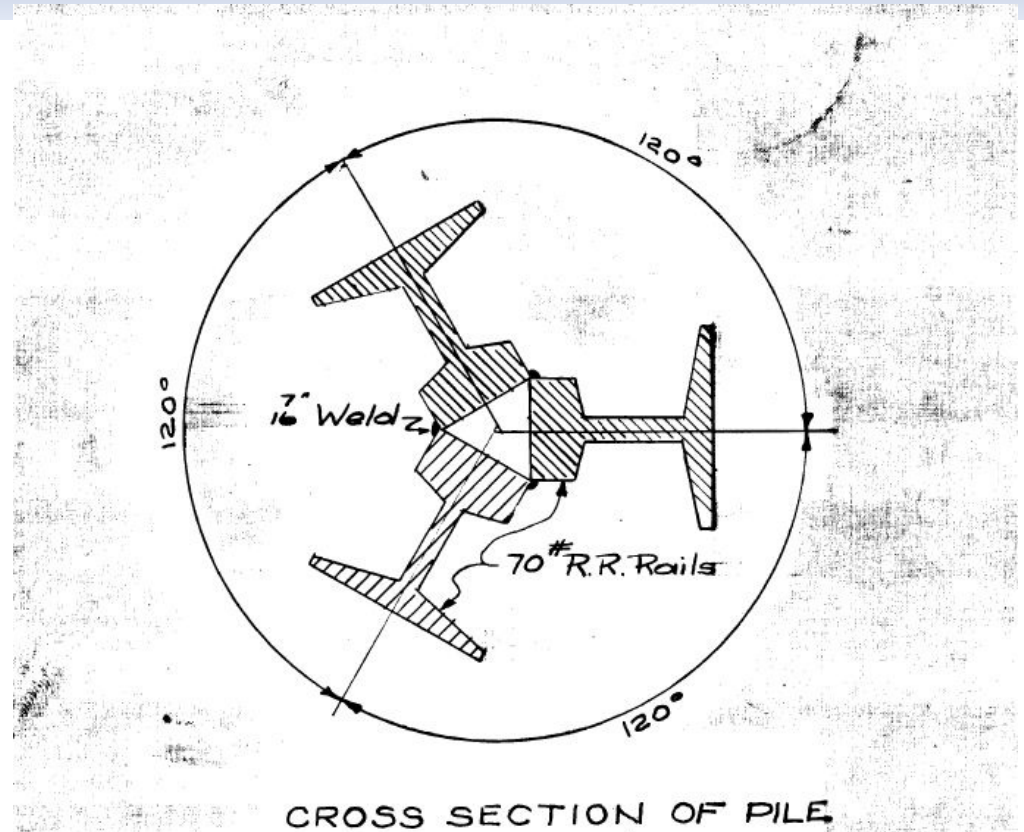 120°
120°
7/16" Weld
70# R.R. Rails
120°
CROSS SECTION OF PILE